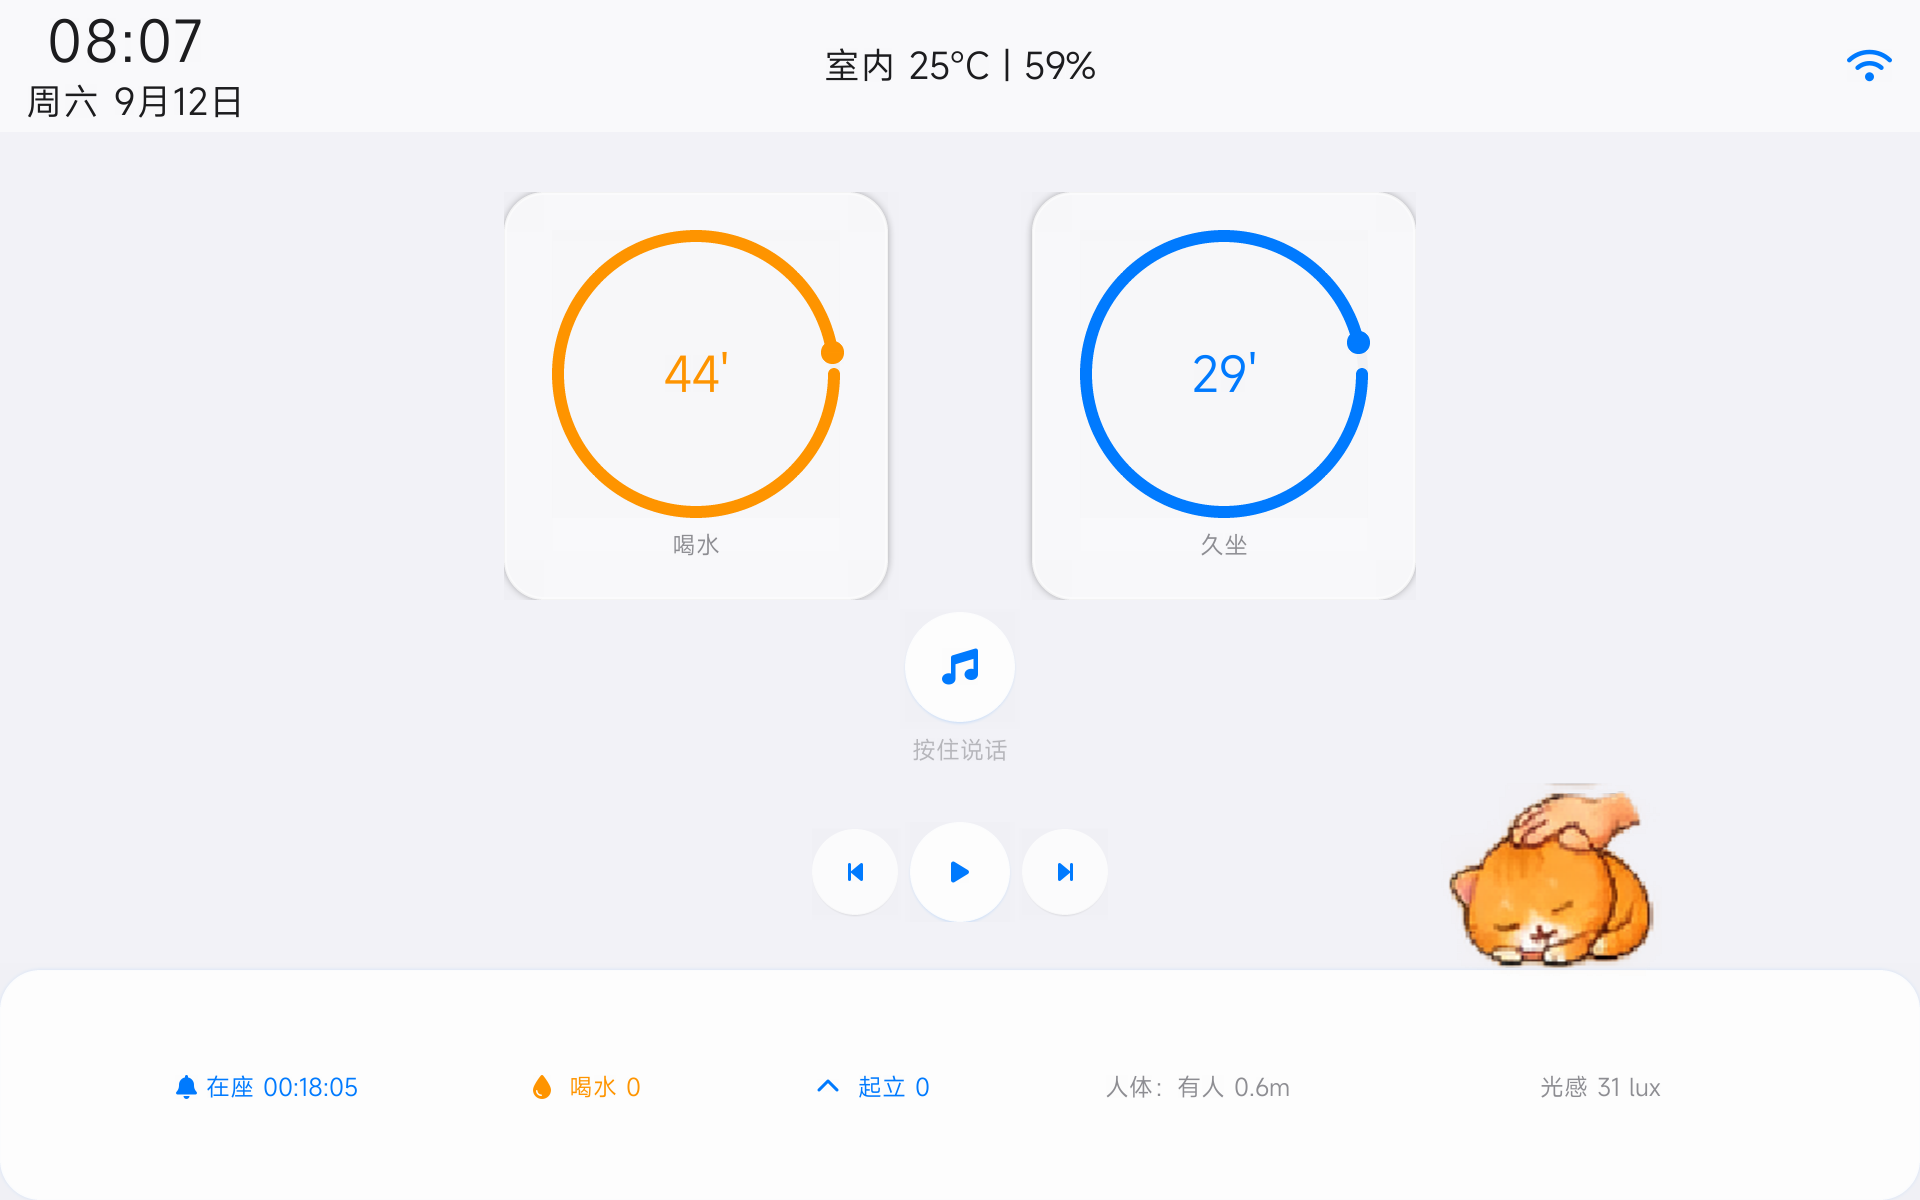 08:07
周六 9月12日
室内 25°C | 59%
44'
喝水
29'
久坐
按住说话
在座 00:18:05
喝水 0
起立 0
人体：有人 0.6m
光感 31 lux